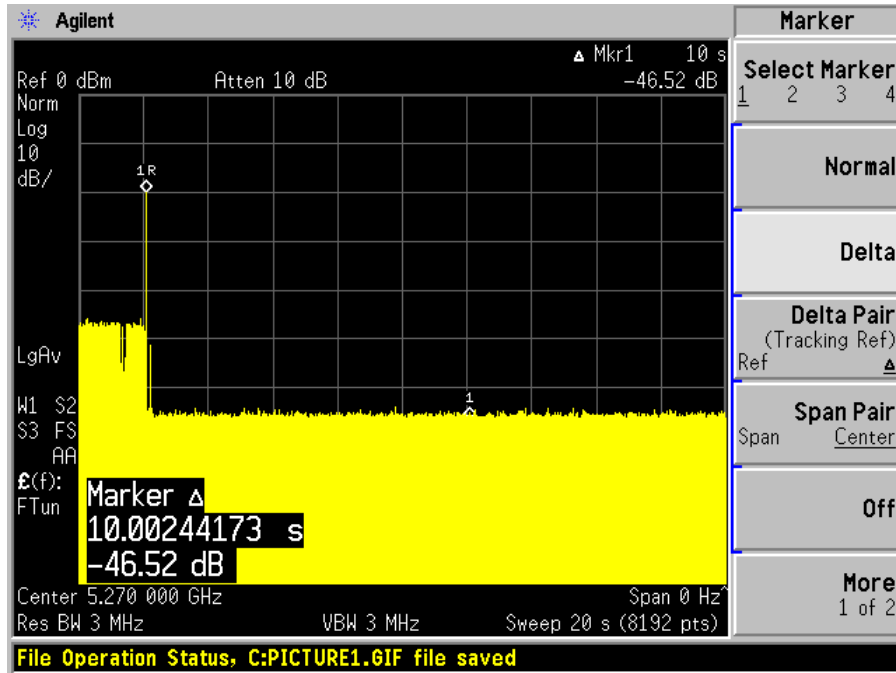 Agilent
Marker
Δ Mkr1 10 s
Ref 0 dBm Atten 10 dB -46.52 dB
Norm
Log
10
dB/
1R
1
LgAv
W1 S2
S3 FS
AA
£(f):
FTun
Marker Δ
10.00244173 s
-46.52 dB
Center 5.270 000 GHz Span 0 Hz^
Res BW 3 MHz VBW 3 MHz Sweep 20 s (8192 pts)
File Operation Status, C:PICTURE1.GIF file saved
Select Marker
1 2 3 4
Normal
Delta
Delta Pair
(Tracking Ref)
Ref Δ
Span Pair
Span Center
Off
More
1 of 2